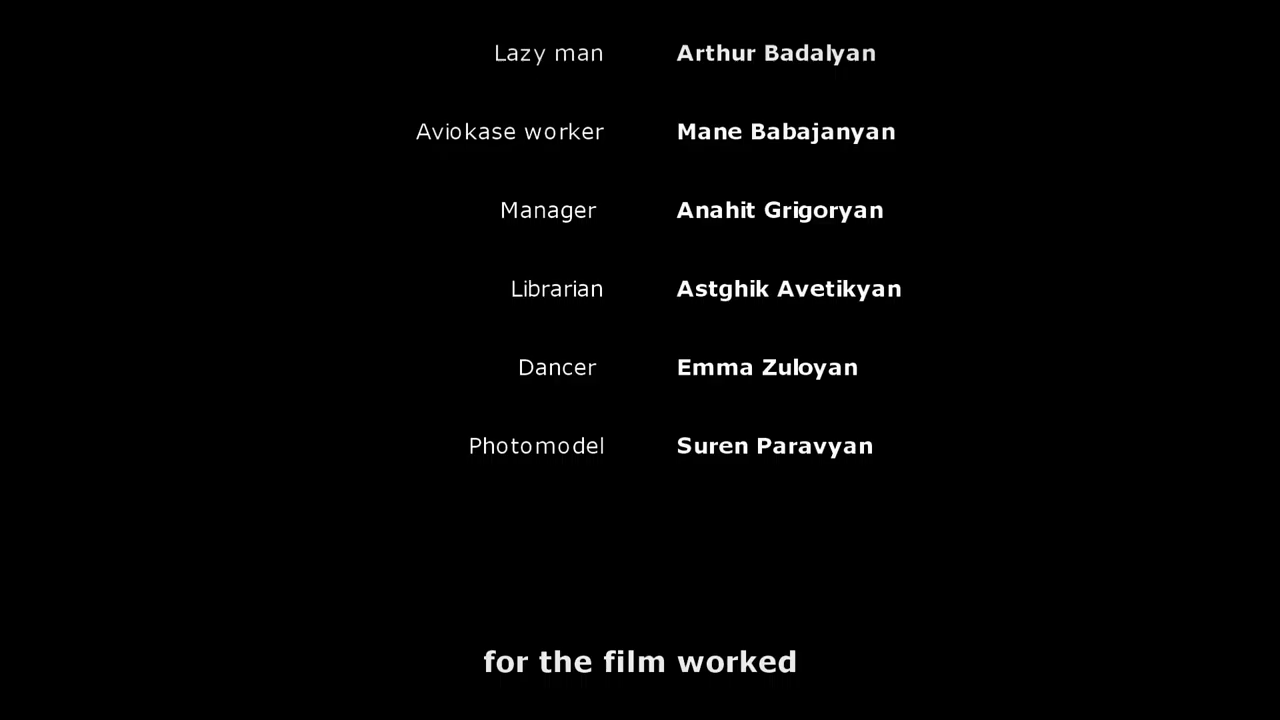 Lazy man Arthur Badalyan
Aviokase worker Mane Babajanyan
Manager Anahit Grigoryan
Librarian Astghik Avetikyan
Dancer Emma Zuloyan
Photomodel Suren Paravyan
for the film worked